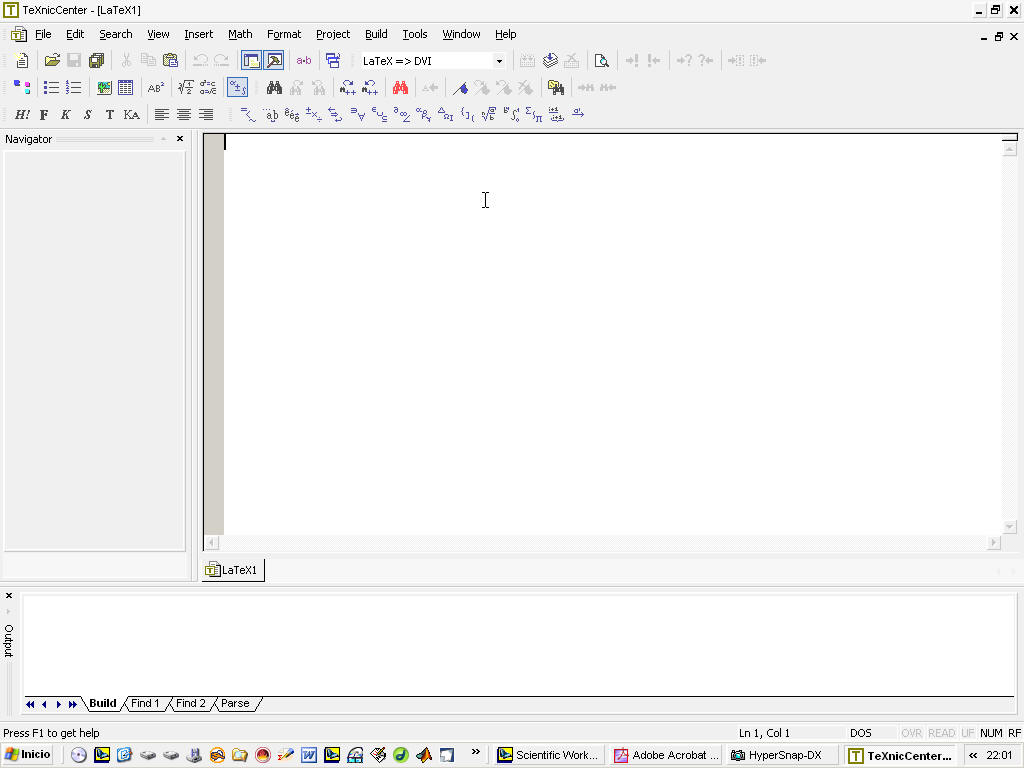 TeXnicCenter - [LaTeX1]
File Edit Search View Insert Math Format Project Build Tools Window Help
a·b LaTeX => DVI
AB²
H! F K S T KA
Navigator
LaTeX1
Output
Build Find 1 Find 2 Parse
Press F1 to get help Ln 1, Col 1 DOS OVR READ UF NUM RF
Inicio » Scientific Work... Adobe Acrobat ... HyperSnap-DX TeXnicCenter... « 22:01